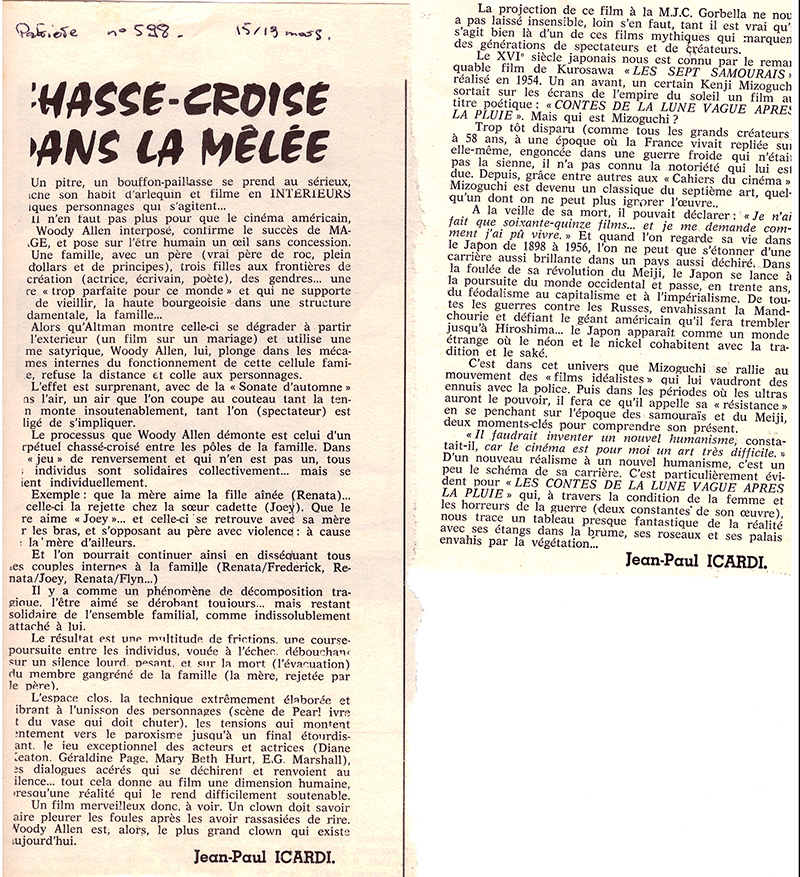 Patriote n° 598. 15/19 mars.
HASSÉ-CROISÉ
ANS LA MÊLÉE
Un pitre, un bouffon-paillasse se prend au sérieux,
cne son habit d'arlequin et filme en INTERIEURS
iques personnages qui s'agitent...
Il n'en faut pas plus pour que le cinéma américain,
Woody Allen interposé, confirme le succès de MA-
GE, et pose sur l'être humain un œil sans concession.
Une famille, avec un père (vrai père de roc, plein
dollars et de principes), trois filles aux frontières de
création (actrice, écrivain, poète), des gendres... une
re « trop parfaite pour ce monde » et qui ne supporte
de vieillir, la haute bourgeoisie dans une structure
damentale, la famille...
Alors qu'Altman montre celle-ci se dégrader à partir
l'exterieur (un film sur un mariage) et utilise une
me satyrique, Woody Allen, lui, plonge dans les méca-
mes internes du fonctionnement de cette cellule fami-
e, refuse la distance et colle aux personnages.
L'effet est surprenant, avec de la « Sonate d'automne »
ns l'air, un air que l'on coupe au couteau tant la ten-
n monte insoutenablement, tant l'on (spectateur) est
ligé de s'impliquer.
Le processus que Woody Allen démonte est celui d'un
rpétuel chassé-croisé entre les pôles de la famille. Dans
« jeu » de renversement et qui n'en est pas un, tous
individus sont solidaires collectivement... mais se
ient individuellement.
Exemple : que la mère aime la fille aînée (Renata)...
celle-ci la rejette chez la sœur cadette (Joey). Que le
re aime « Joey »... et celle-ci se retrouve avec sa mère
r les bras, et s'opposant au père avec violence : à cause
: la mère d'ailleurs.
Et l'on pourrait continuer ainsi en disséquant tous
les couples internes à la famille (Renata/Frederick, Re-
nata/Joey, Renata/Flyn...)
Il y a comme un phénomène de décomposition tra-
gique, l'être aimé se dérobant toujours... mais restant
solidaire de l'ensemble familial, comme indissolublement
attaché à lui.
Le résultat est une multitude de frictions, une course-
poursuite entre les individus, vouée à l'échec, débouchant
sur un silence lourd, pesant, et sur la mort (l'évacuation)
du membre gangréné de la famille (la mère, rejetée par
le père).
L'espace clos, la technique extrêmement élaborée et
ibrant à l'unisson des personnages (scène de Pearl ivre
t du vase qui doit chuter), les tensions qui montent
entement vers le paroxisme jusqu'à un final étourdis-
ant, le jeu exceptionnel des acteurs et actrices (Diane
Keaton, Géraldine Page, Mary Beth Hurt, E.G. Marshall),
es dialogues acérés qui se déchirent et renvoient au
ilence... tout cela donne au film une dimension humaine,
presqu'une réalité qui le rend difficilement soutenable.
Un film merveilleux donc, à voir. Un clown doit savoir
aire pleurer les foules après les avoir rassasiées de rire.
Woody Allen est, alors, le plus grand clown qui existe
aujourd'hui.
Jean-Paul ICARDI.
La projection de ce film à la M.J.C. Gorbella ne nou
a pas laissé insensible, loin s'en faut, tant il est vrai qu'
s'agit bien là d'un de ces films mythiques qui marquen
des générations de spectateurs et de créateurs.
Le XVIe siècle japonais nous est connu par le remar
quable film de Kurosawa « LES SEPT SAMOURAIS »
réalisé en 1954. Un an avant, un certain Kenji Mizoguch
sortait sur les écrans de l'empire du soleil un film au
titre poétique : « CONTES DE LA LUNE VAGUE APRES
LA PLUIE ». Mais qui est Mizoguchi ?
Trop tôt disparu (comme tous les grands créateurs
à 58 ans, à une époque où la France vivait repliée sur
elle-même, engoncée dans une guerre froide qui n'étai
pas la sienne, il n'a pas connu la notoriété qui lui est
due. Depuis, grâce entre autres aux « Cahiers du cinéma »
Mizoguchi est devenu un classique du septième art, quel-
qu'un dont on ne peut plus ignorer l'œuvre..
A la veille de sa mort, il pouvait déclarer : « Je n'ai
fait que soixante-quinze films... et je me demande com-
ment j'ai pû vivre. » Et quand l'on regarde sa vie dans
le Japon de 1898 à 1956, l'on ne peut que s'étonner d'une
carrière aussi brillante dans un pays aussi déchiré. Dans
la foulée de sa révolution du Meiji, le Japon se lance à
la poursuite du monde occidental et passe, en trente ans,
du féodalisme au capitalisme et à l'impérialisme. De tou-
tes les guerres contre les Russes, envahissant la Mand-
chourie et défiant le géant américain qu'il fera trembler
jusqu'à Hiroshima... le Japon apparaît comme un monde
étrange où le néon et le nickel cohabitent avec la tra-
dition et le saké.
C'est dans cet univers que Mizoguchi se rallie au
mouvement des « films idéalistes » qui lui vaudront des
ennuis avec la police. Puis dans les périodes où les ultras
auront le pouvoir, il fera ce qu'il appelle sa « résistance »
en se penchant sur l'époque des samouraïs et du Meiji,
deux moments-clés pour comprendre son présent.
« Il faudrait inventer un nouvel humanisme, consta-
tait-il, car le cinéma est pour moi un art très difficile. »
D'un nouveau réalisme à un nouvel humanisme, c'est un
peu le schéma de sa carrière. C'est particulièrement évi-
dent pour « LES CONTES DE LA LUNE VAGUE APRES
LA PLUIE » qui, à travers la condition de la femme et
les horreurs de la guerre (deux constantes de son œuvre),
nous trace un tableau presque fantastique de la réalité
avec ses étangs dans la brume, ses roseaux et ses palais
envahis par la végétation...
Jean-Paul ICARDI.